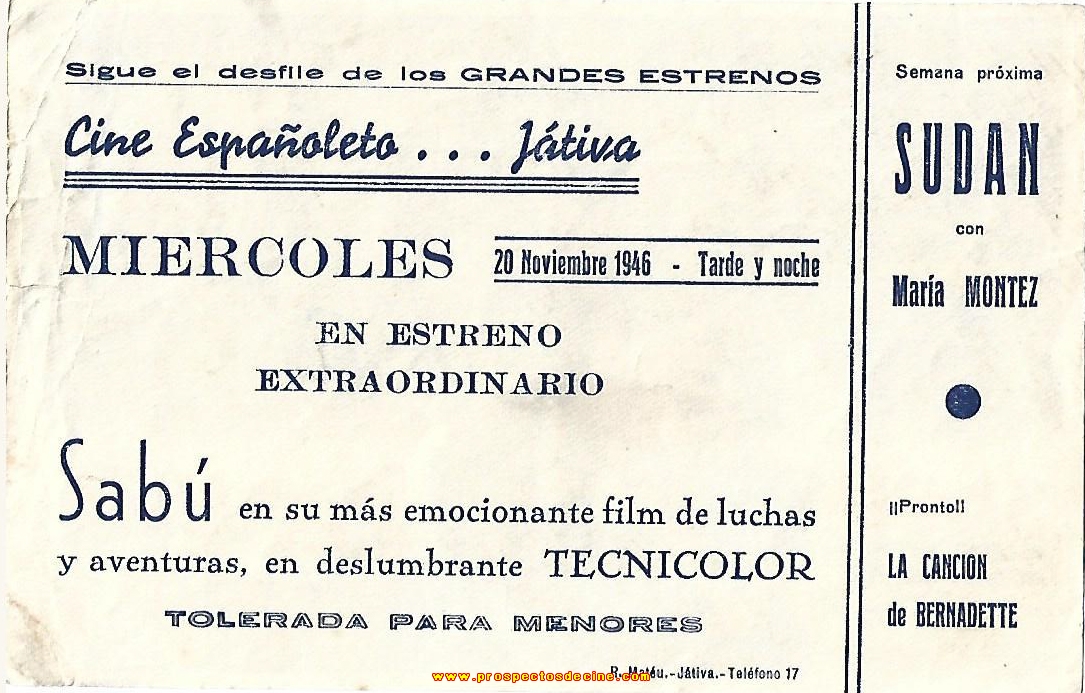 Sigue el desfile de los GRANDES ESTRENOS
Cine Españoleto . . . Játiva
MIERCOLES
20 Noviembre 1946 - Tarde y noche
EN ESTRENO
EXTRAORDINARIO
Sabú en su más emocionante film de luchas
y aventuras, en deslumbrante TECNICOLOR
TOLERADA PARA MENORES
R. Matéu.-Játiva.-Teléfono 17
www.prospectosdecine.com
Semana próxima
SUDAN
con
María MONTEZ
¡¡Pronto!!
LA CANCION
de BERNADETTE